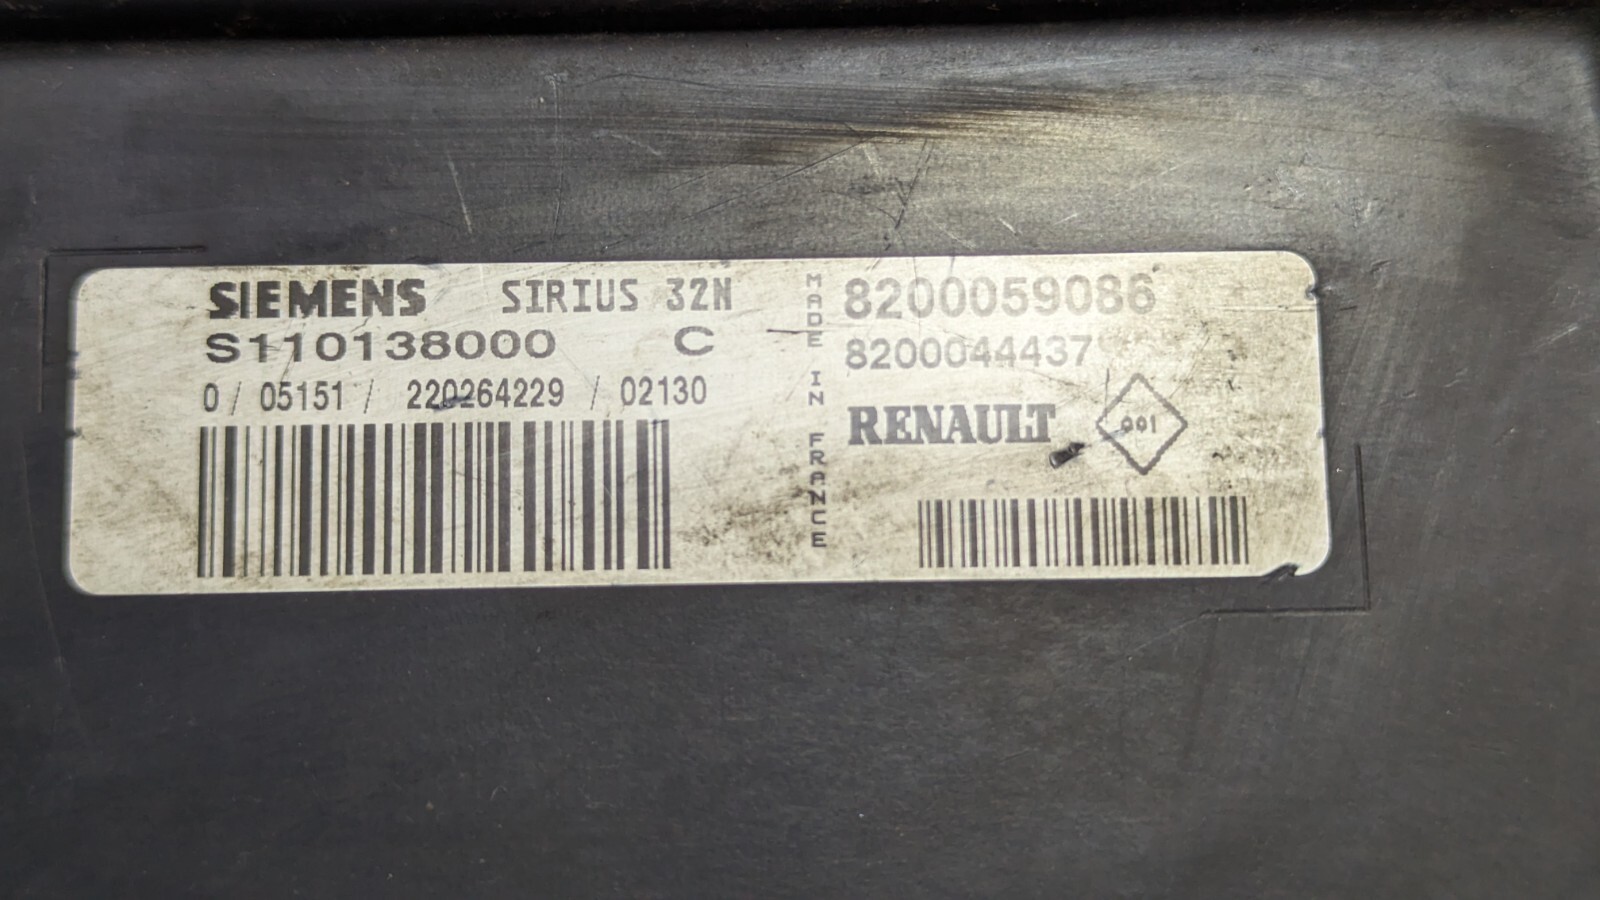 SIEMENS SIRIUS 32N
S110138000 C
0 / 05151 / 220264229 / 02130
MADE IN FRANCE
8200059086
8200044437
RENAULT 001